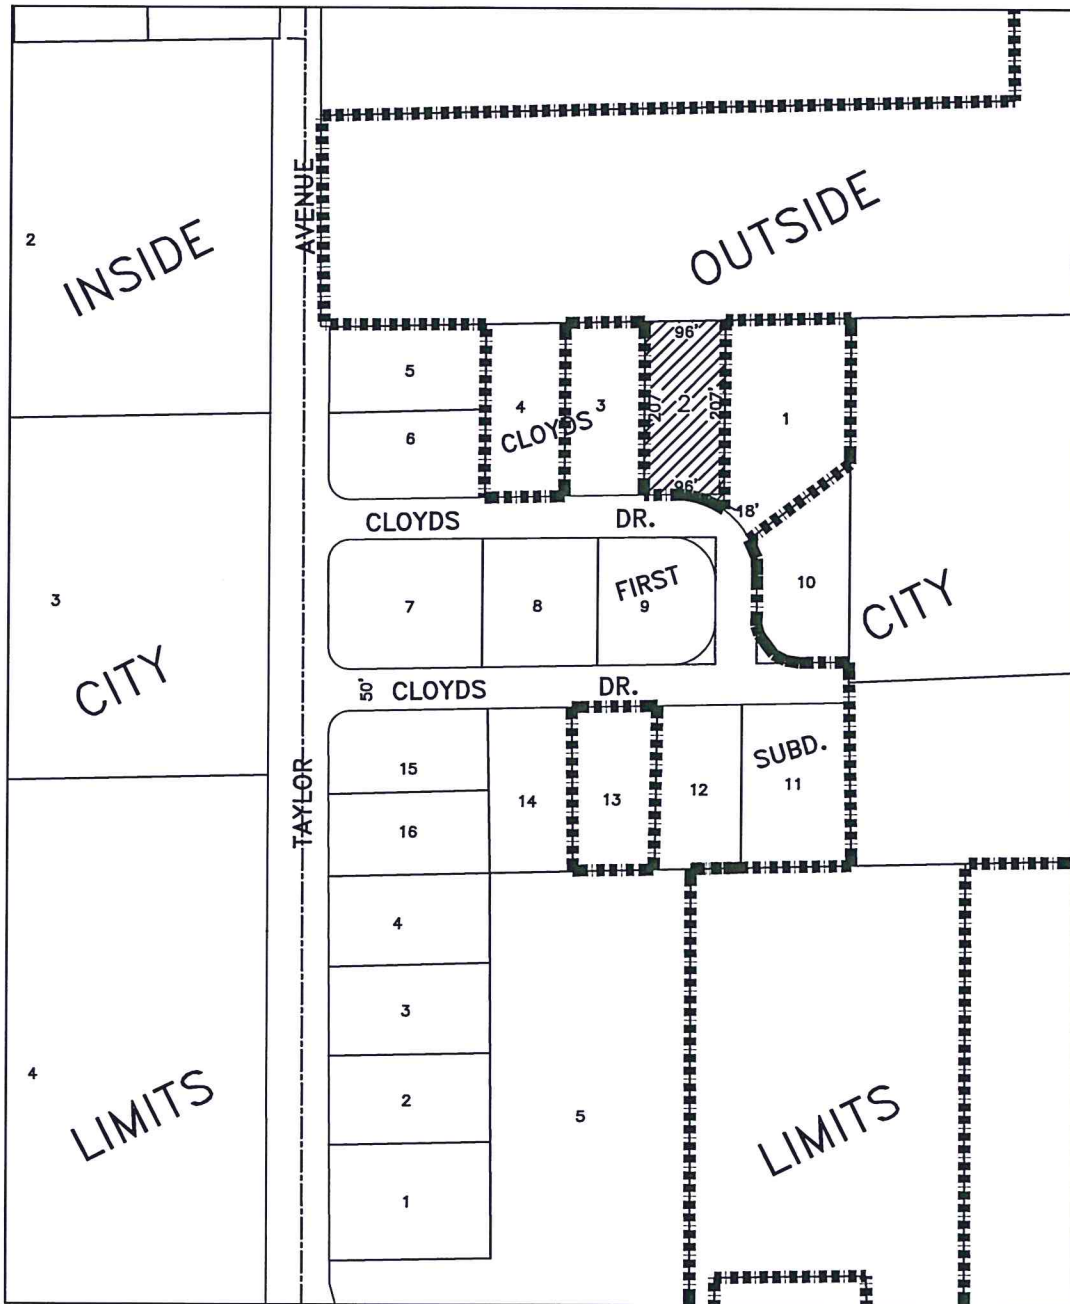 AVENUE
2
INSIDE
OUTSIDE
96'
5
4
CLOYDS
3
207'
2
207'
1
6
96'
18'
CLOYDS DR.
FIRST
3
7
8
9
10
CITY
CITY
50'
CLOYDS DR.
TAYLOR
15
14
13
12
SUBD.
11
16
4
3
4
LIMITS
2
5
LIMITS
1